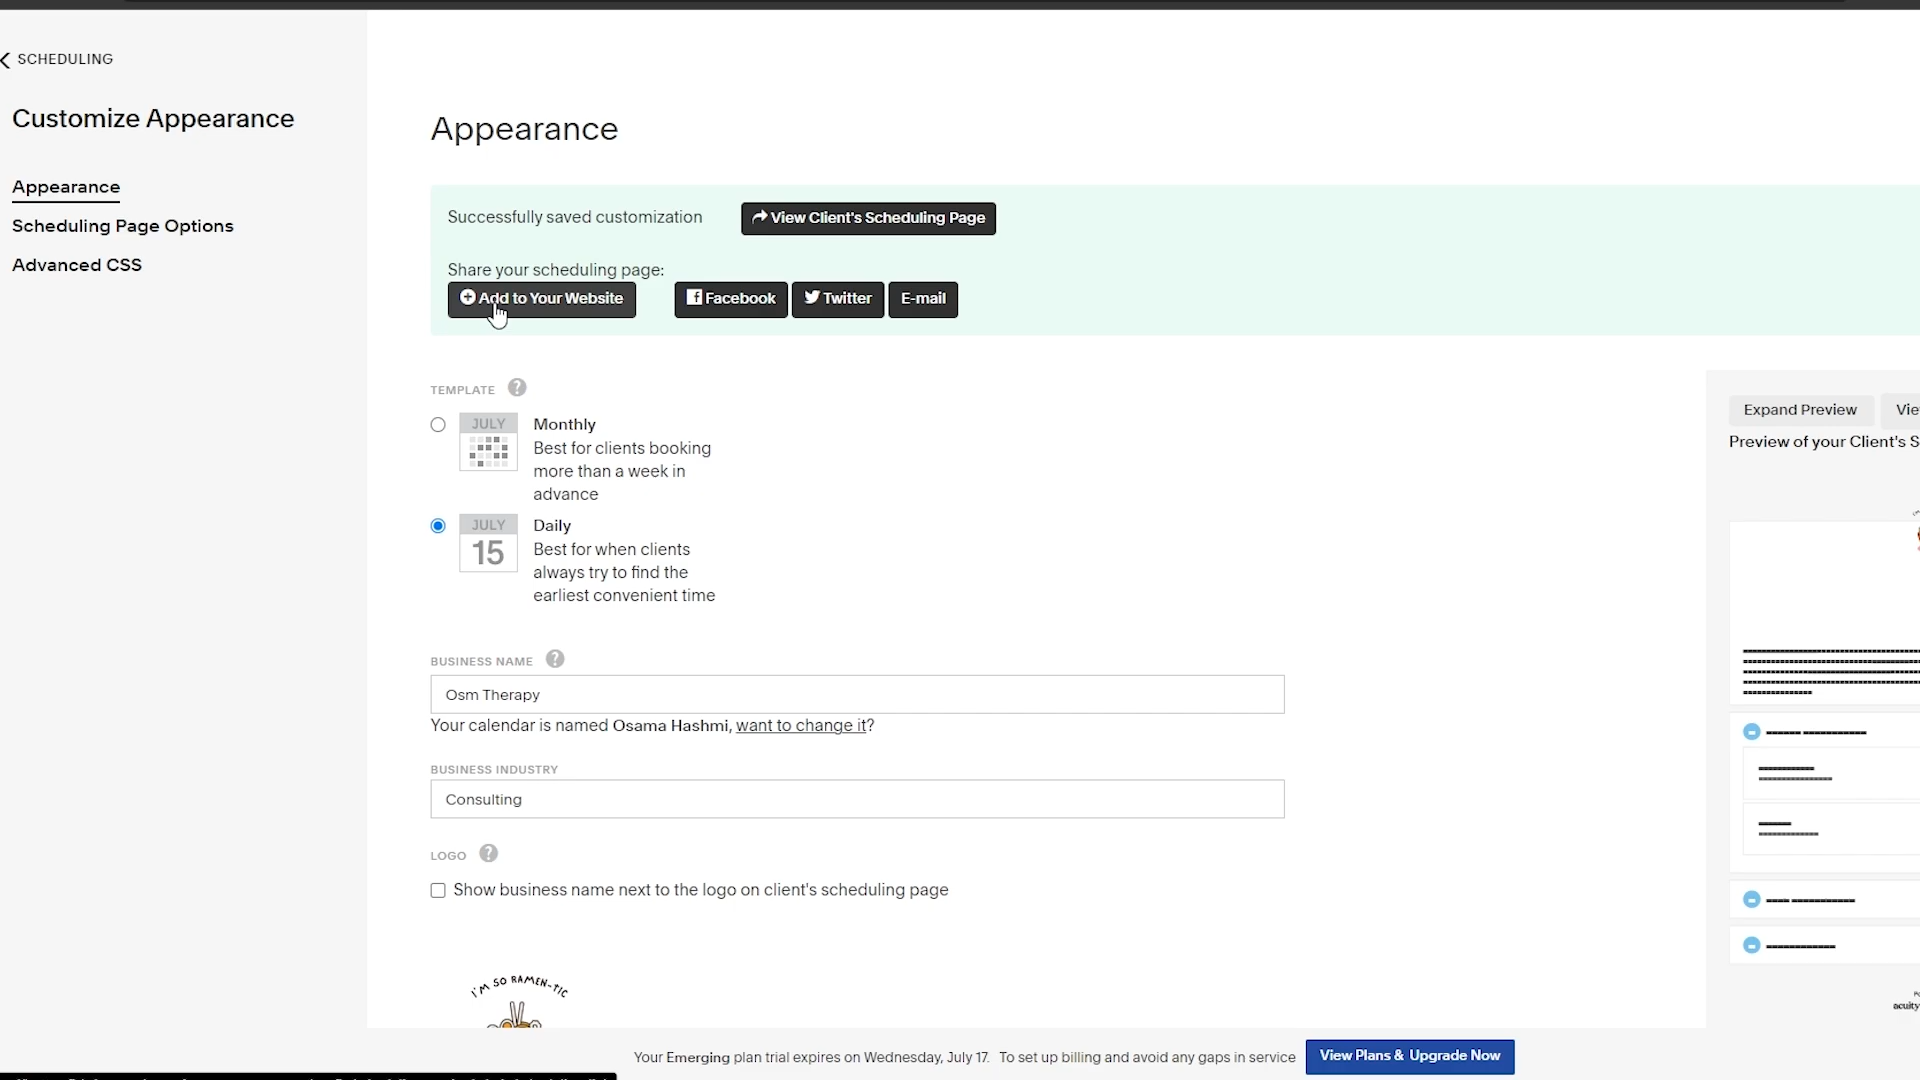 SCHEDULING
Customize Appearance
Appearance
Scheduling Page Options
Advanced CSS
Appearance
Successfully saved customization
View Client's Scheduling Page
Share your scheduling page:
Add to Your Website
Facebook
Twitter
E-mail
TEMPLATE ?
JULY
Monthly
Best for clients booking
more than a week in
advance
JULY
15
Daily
Best for when clients
always try to find the
earliest convenient time
BUSINESS NAME ?
Osm Therapy
Your calendar is named Osama Hashmi, want to change it?
BUSINESS INDUSTRY
Consulting
LOGO ?
Show business name next to the logo on client's scheduling page
I'M SO RAMEN-TIC
Expand Preview
Vie
Preview of your Client's S
acuity
Your Emerging plan trial expires on Wednesday, July 17. To set up billing and avoid any gaps in service
View Plans & Upgrade Now